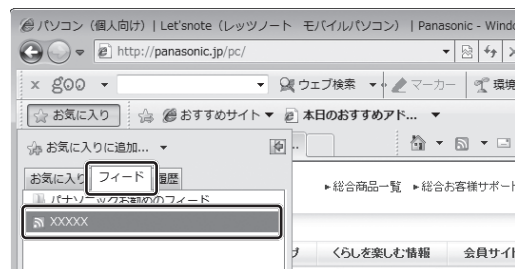 パソコン（個人向け）| Let'snote（レッツノート モバイルパソコン）| Panasonic - Windo
http://panasonic.jp/pc/
× goo ウェブ検索 マーカー 環境
お気に入り おすすめサイト ▼ 本日のおすすめアド... ▼
お気に入りに追加... ▼
お気に入り フィード 履歴
パナソニックお勧めのフィード
XXXXX
▸総合商品一覧 ▸総合お客様サポート
くらしを楽しむ情報 会員サイ